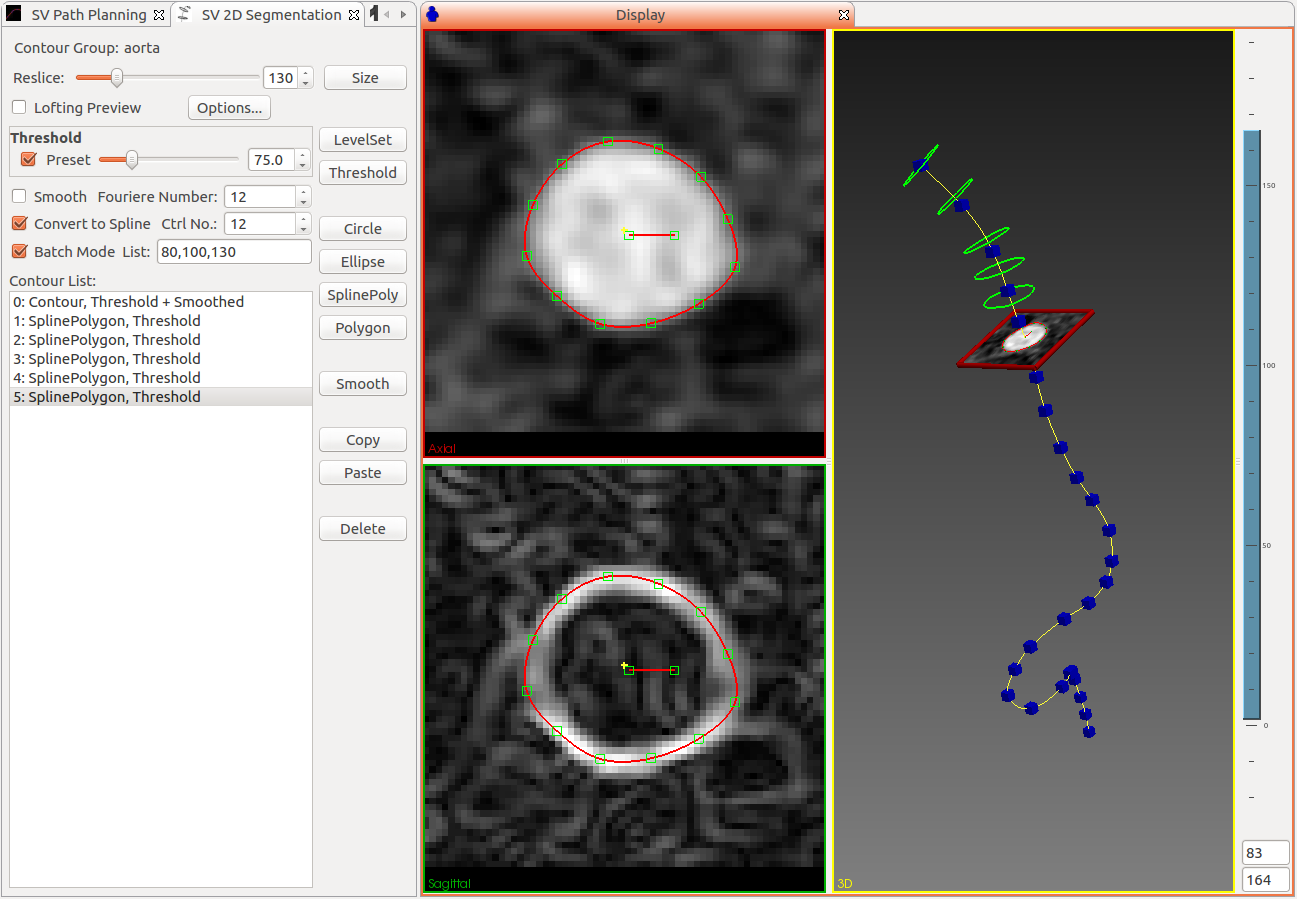 SV Path Planning
SV 2D Segmentation
Display
Contour Group: aorta
Reslice:
130
Size
Lofting Preview
Options...
Threshold
Preset
75.0
LevelSet
Threshold
Smooth
Fouriere Number:
12
Convert to Spline
Ctrl No.:
12
Circle
Batch Mode
List:
80,100,130
Ellipse
Contour List:
SplinePoly
0: Contour, Threshold + Smoothed
1: SplinePolygon, Threshold
2: SplinePolygon, Threshold
3: SplinePolygon, Threshold
4: SplinePolygon, Threshold
5: SplinePolygon, Threshold
Polygon
Smooth
Copy
Paste
Delete
Axial
Sagittal
3D
150
100
50
0
83
164